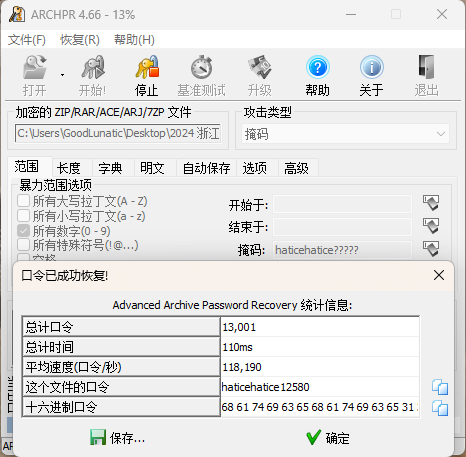 ARCHPR 4.66 - 13%
文件(F) 恢复(R) 帮助(H)
打开 开始! 停止 基准测试 升级 帮助 关于 退出
加密的 ZIP/RAR/ACE/ARJ/7ZP 文件 攻击类型
C:\Users\GoodLunatic\Desktop\2024 浙江 掩码
范围 长度 字典 明文 自动保存 选项 高级
暴力范围选项
所有大写拉丁文(A - Z) 开始于:
所有小写拉丁文(a - z) 结束于:
所有数字(0 - 9)
所有特殊符号(!@...) 掩码: haticehatice?????
空格
口令已成功恢复!
Advanced Archive Password Recovery 统计信息:
总计口令 13,001
总计时间 110ms
平均速度(口令/秒) 118,190
这个文件的口令 haticehatice12580
十六进制口令 68 61 74 69 63 65 68 61 74 69 63 65 31
保存... 确定